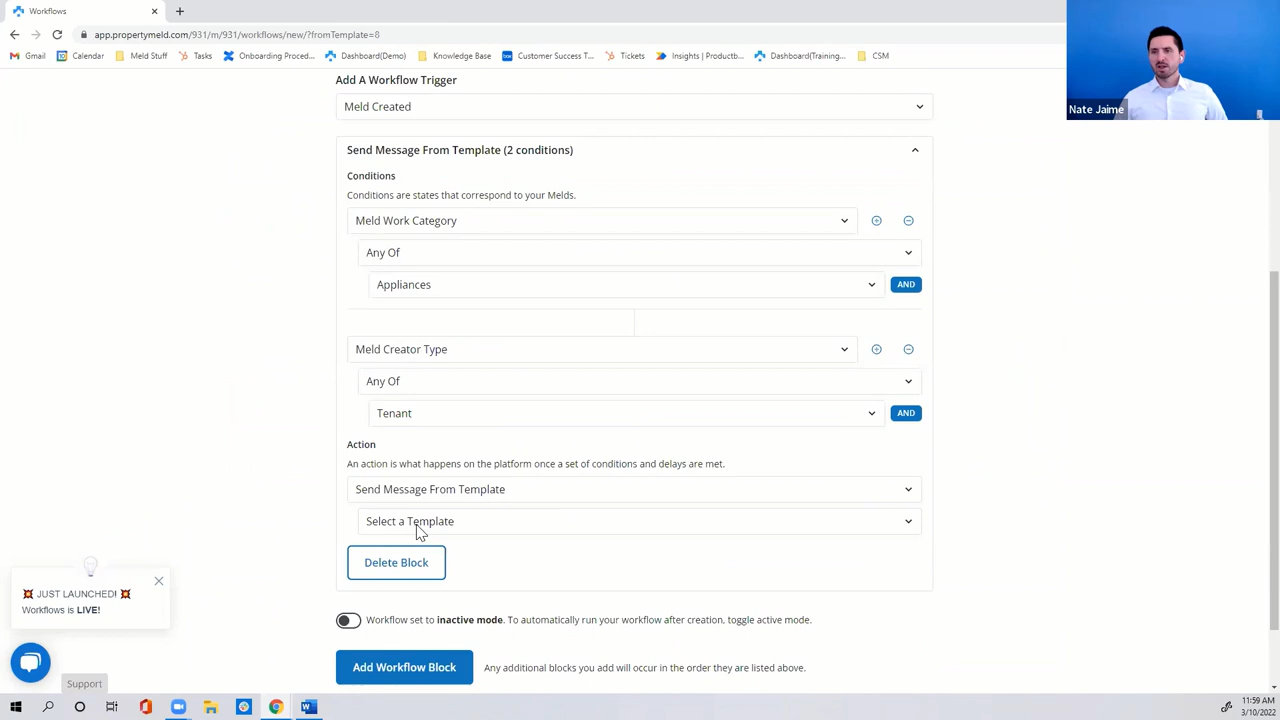 Workflows
app.propertymeld.com/931/m/931/workflows/new/?fromTemplate=8
Gmail
Calendar
Meld Stuff
Tasks
Onboarding Proced...
Dashboard(Demo)
Knowledge Base
Customer Success T...
Tickets
Insights | Productb...
Dashboard(Training...
CSM
Nate Jaime
Add A Workflow Trigger
Meld Created
Send Message From Template (2 conditions)
Conditions
Conditions are states that correspond to your Melds.
Meld Work Category
Any Of
Appliances
AND
Meld Creator Type
Any Of
Tenant
AND
Action
An action is what happens on the platform once a set of conditions and delays are met.
Send Message From Template
Select a Template
Delete Block
JUST LAUNCHED!
Workflows is LIVE!
Workflow set to inactive mode. To automatically run your workflow after creation, toggle active mode.
Add Workflow Block
Any additional blocks you add will occur in the order they are listed above.
Support
11:59 AM
3/10/2022